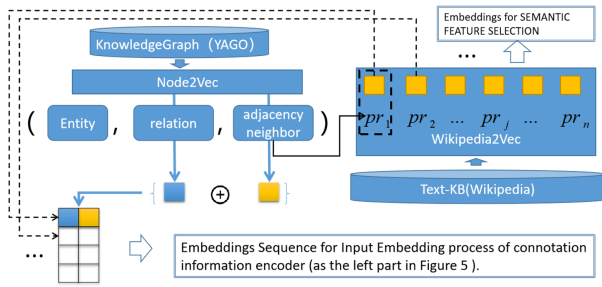 Embeddings for SEMANTIC
FEATURE SELECTION
...
KnowledgeGraph (YAGO)
Node2Vec
( Entity , relation , adjacency neighbor )
pr1 pr2 ... prj ... prn
Wikipedia2Vec
Text-KB(Wikipedia)
{ } ⊕ { }
...
Embeddings Sequence for Input Embedding process of connotation
information encoder (as the left part in Figure 5 ).